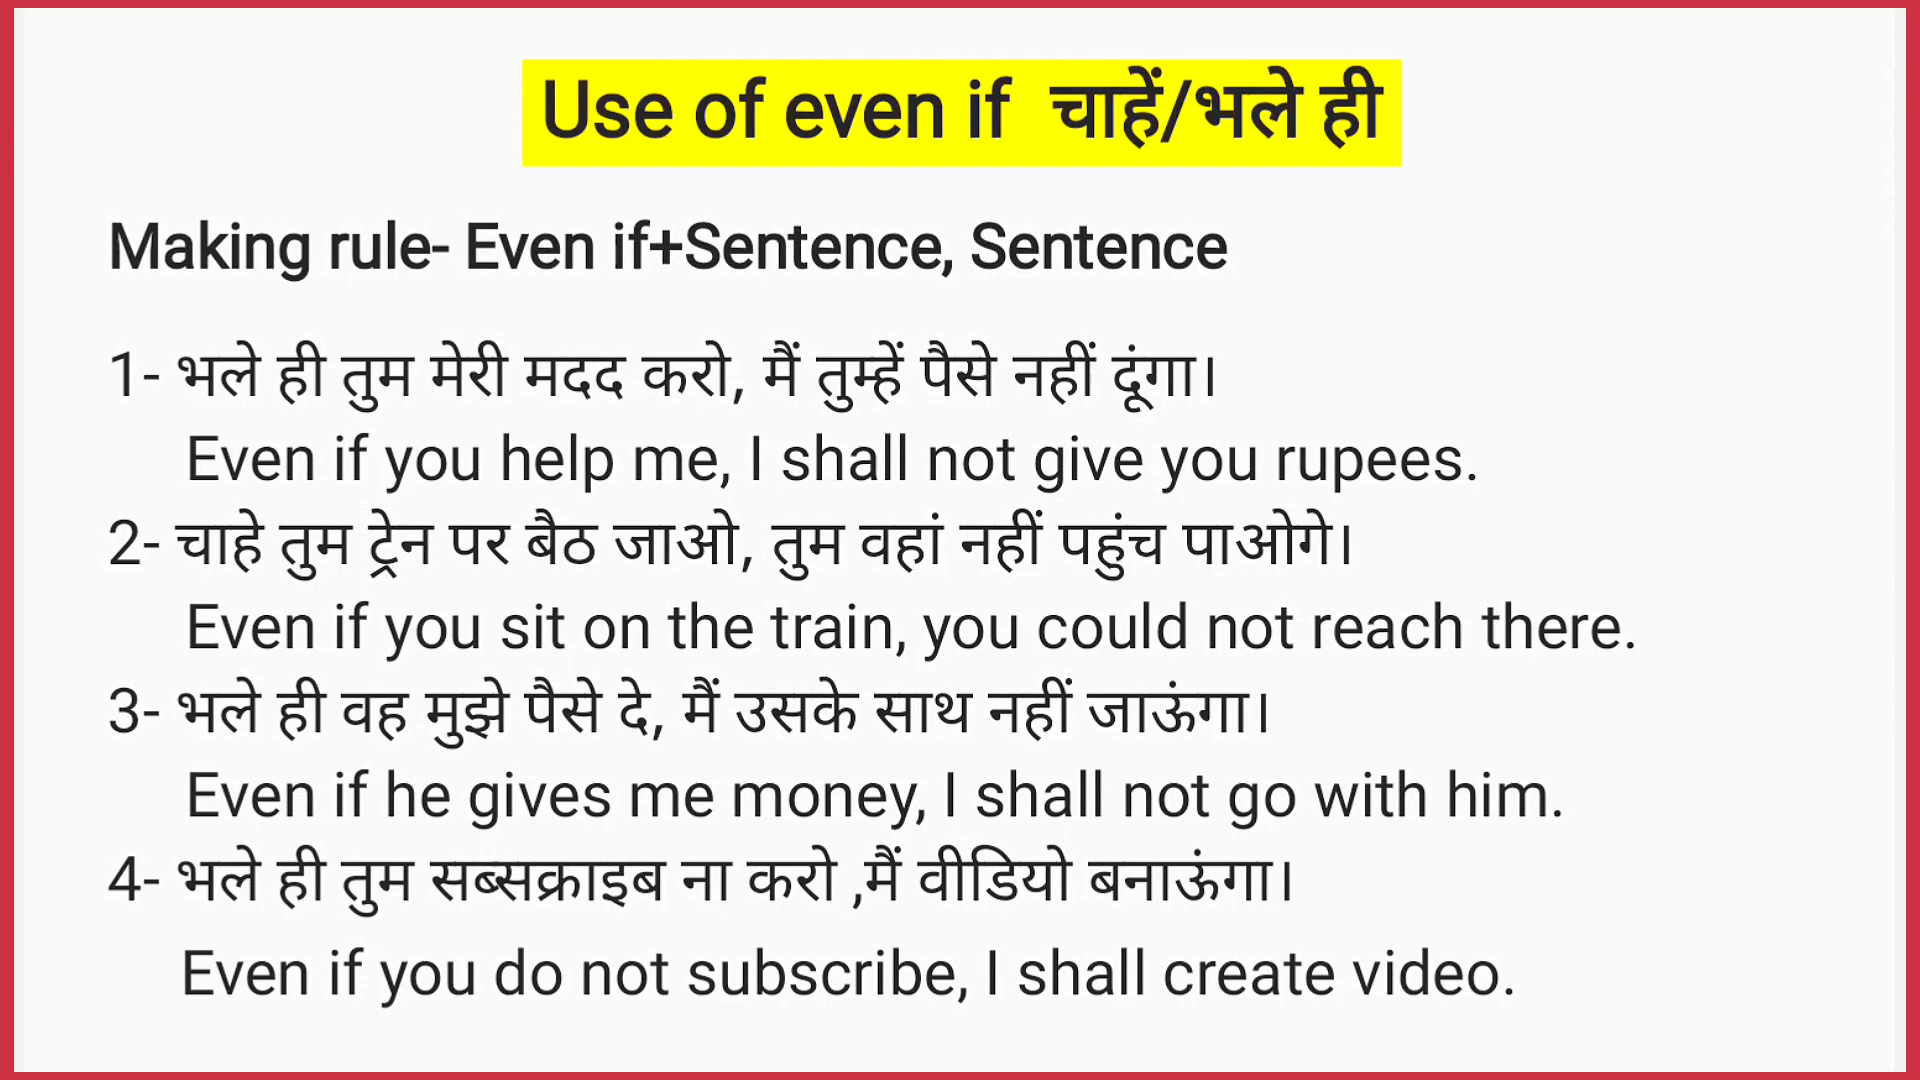 Use of even if चाहें/भले ही
Making rule- Even if+Sentence, Sentence
1- भले ही तुम मेरी मदद करो, मैं तुम्हें पैसे नहीं दूंगा।
Even if you help me, I shall not give you rupees.
2- चाहे तुम ट्रेन पर बैठ जाओ, तुम वहां नहीं पहुंच पाओगे।
Even if you sit on the train, you could not reach there.
3- भले ही वह मुझे पैसे दे, मैं उसके साथ नहीं जाऊंगा।
Even if he gives me money, I shall not go with him.
4- भले ही तुम सब्सक्राइब ना करो ,मैं वीडियो बनाऊंगा।
Even if you do not subscribe, I shall create video.